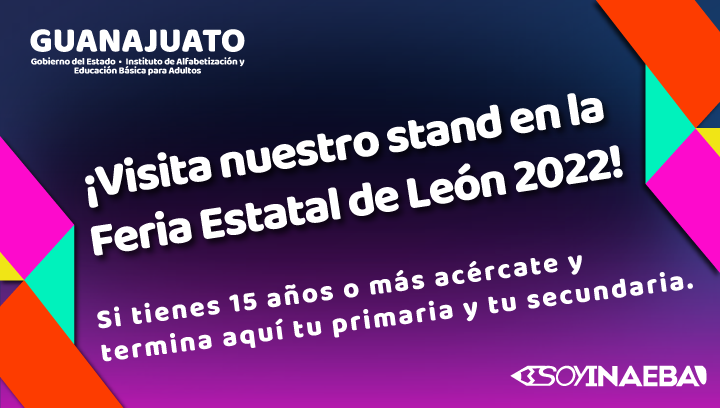 GUANAJUATO
Gobierno del Estado • Instituto de Alfabetización y
Educación Básica para Adultos
¡Visita nuestro stand en la
Feria Estatal de León 2022!
Si tienes 15 años o más acércate y
termina aquí tu primaria y tu secundaria.
SOYINAEBA